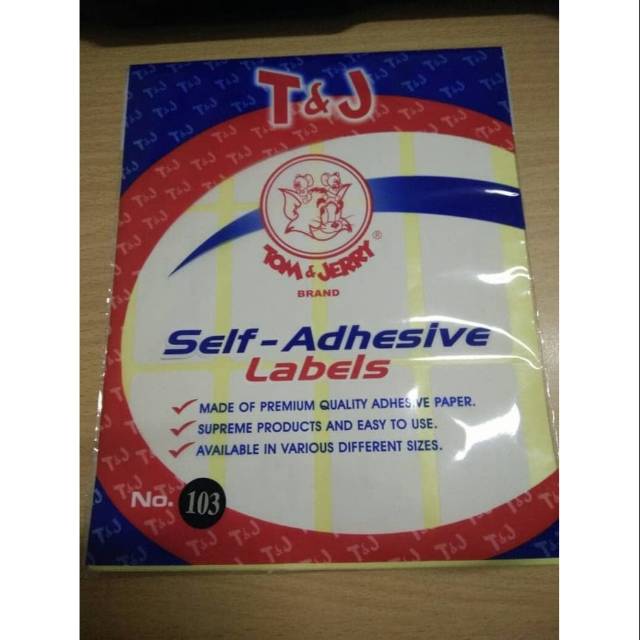 T&J
TOM & JERRY®
BRAND
Self-Adhesive
Labels
MADE OF PREMIUM QUALITY ADHESIVE PAPER.
SUPREME PRODUCTS AND EASY TO USE.
AVAILABLE IN VARIOUS DIFFERENT SIZES.
No. 103